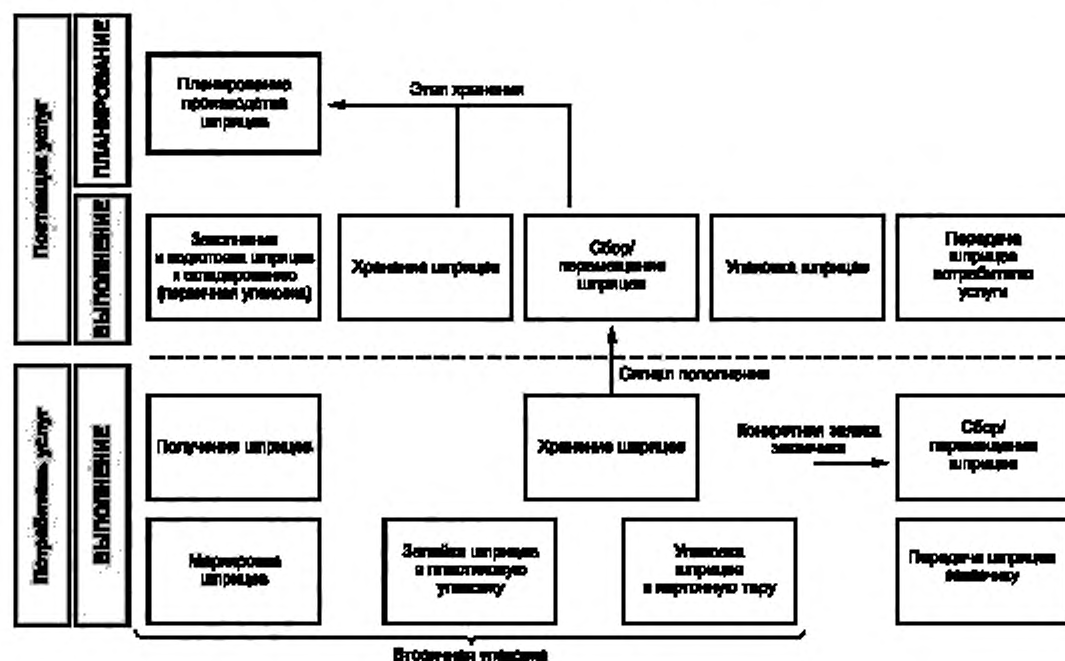 Поставщик услуг
ПЛАНИРОВАНИЕ
Планирование
производства
шприцев
Этап хранения
ВЫПОЛНЕНИЕ
Заполнение
и подготовка шприцев
к складированию
(первичная упаковка)
Хранение шприцев
Сбор/
перемещение
шприцев
Упаковка шприцев
Передача
шприцев
потребителю
услуги
Сигнал пополнения
Потребитель услуг
ВЫПОЛНЕНИЕ
Получение шприцев
Хранение шприцев
Конкретная заявка
заказчика
Сбор/
перемещение
шприцев
Маркировка
шприцев
Запайка шприцев
в пластиковую
упаковку
Упаковка
шприцев
в картонную тару
Передача шприцев
заказчику
Вторичная упаковка